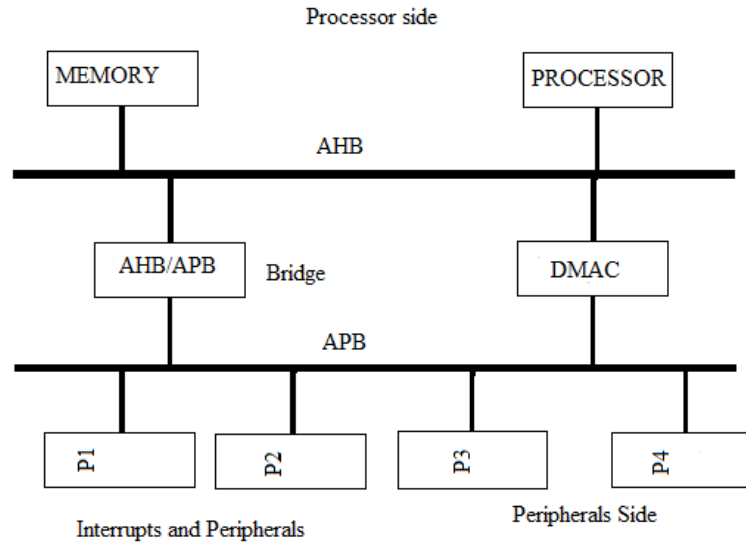 Processor side
MEMORY
PROCESSOR
AHB
AHB/APB
Bridge
DMAC
APB
P1
P2
P3
P4
Interrupts and Peripherals
Peripherals Side